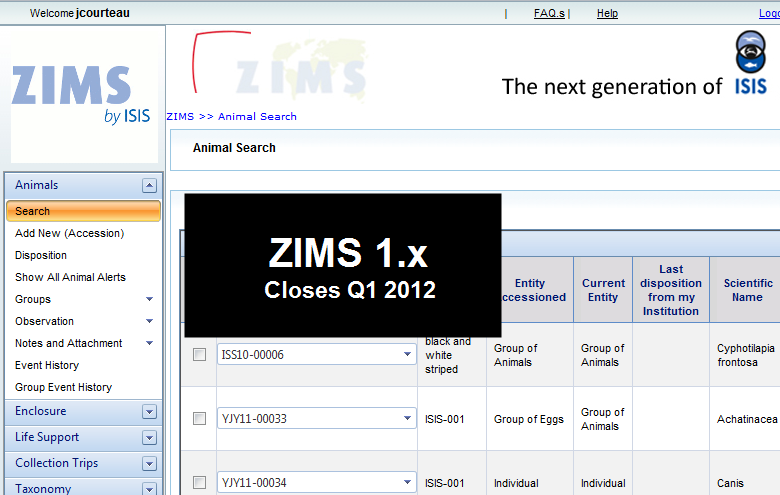 Welcome jcourteau
|
FAQ.s |
Help
ZIMS
by ISIS
ZIMS
The next generation of
ISIS
ZIMS >> Animal Search
Animal Search
Animals
Search
Add New (Accession)
Disposition
Show All Animal Alerts
Groups
Observation
Notes and Attachment
Event History
Group Event History
Enclosure
Life Support
Collection Trips
Taxonomy
ZIMS 1.x
Closes Q1 2012
Entity
Current
Entity
Last
disposition
from my
Institution
Scientific
Name
ISS10-00006
black and
white
striped
Group of
Animals
Group of
Animals
Cyphotilapia
frontosa
YJY11-00033
ISIS-001
Group of Eggs
Group of
Animals
Achatinacea
YJY11-00034
ISIS-001
Individual
Individual
Canis